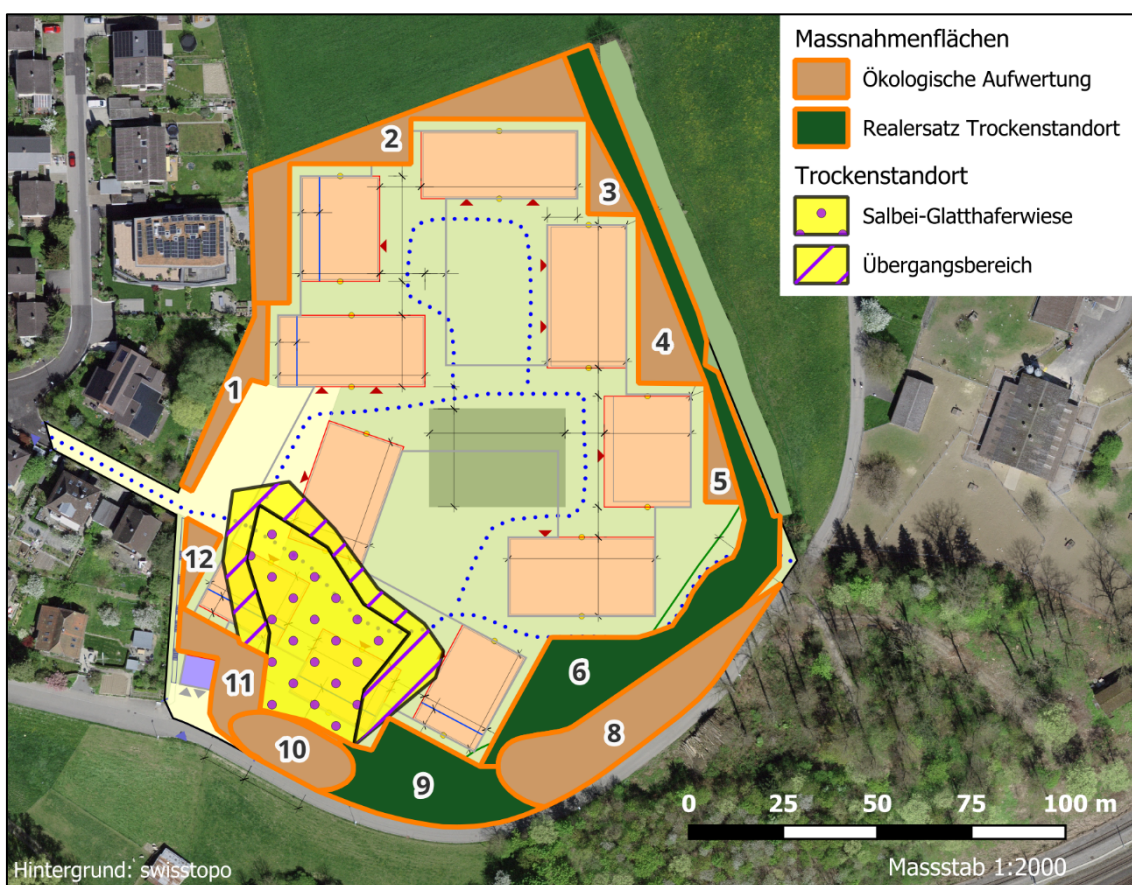 Massnahmenflächen
Ökologische Aufwertung
Realersatz Trockenstandort
Trockenstandort
Salbei-Glatthaferwiese
Übergangsbereich
2
3
4
1
5
12
6
11
8
10
9
0 25 50 75 100 m
Hintergrund: swisstopo
Massstab 1:2000